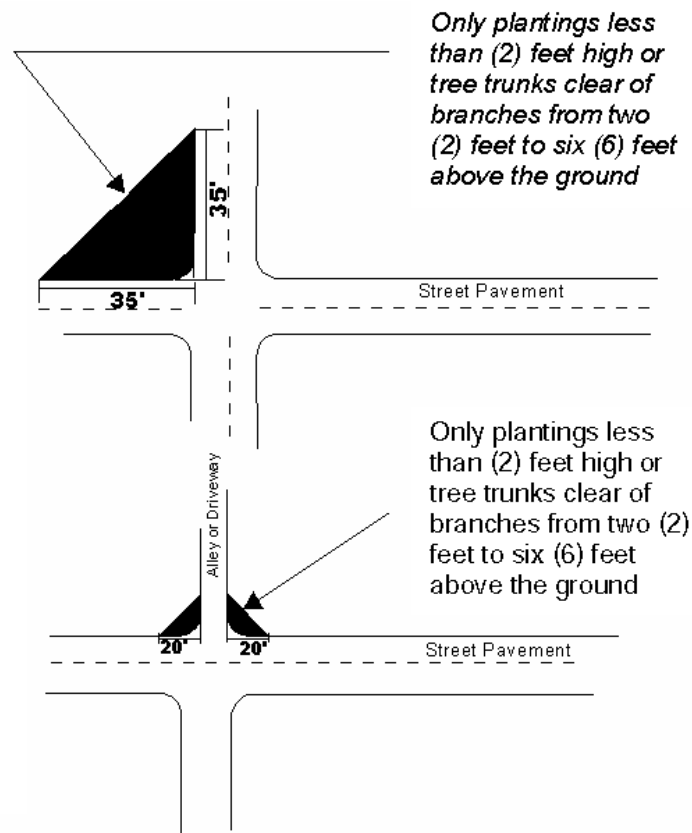 Only plantings less
than (2) feet high or
tree trunks clear of
branches from two
(2) feet to six (6) feet
above the ground
35'
35'
Street Pavement
Only plantings less
than (2) feet high or
tree trunks clear of
branches from two (2)
feet to six (6) feet
above the ground
Alley or Driveway
20'
20'
Street Pavement